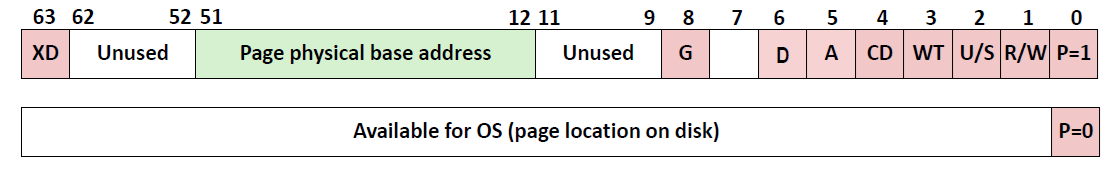 63 62 52 51 12 11 9 8 7 6 5 4 3 2 1 0
XD Unused Page physical base address Unused G D A CD WT U/S R/W P=1
Available for OS (page location on disk) P=0